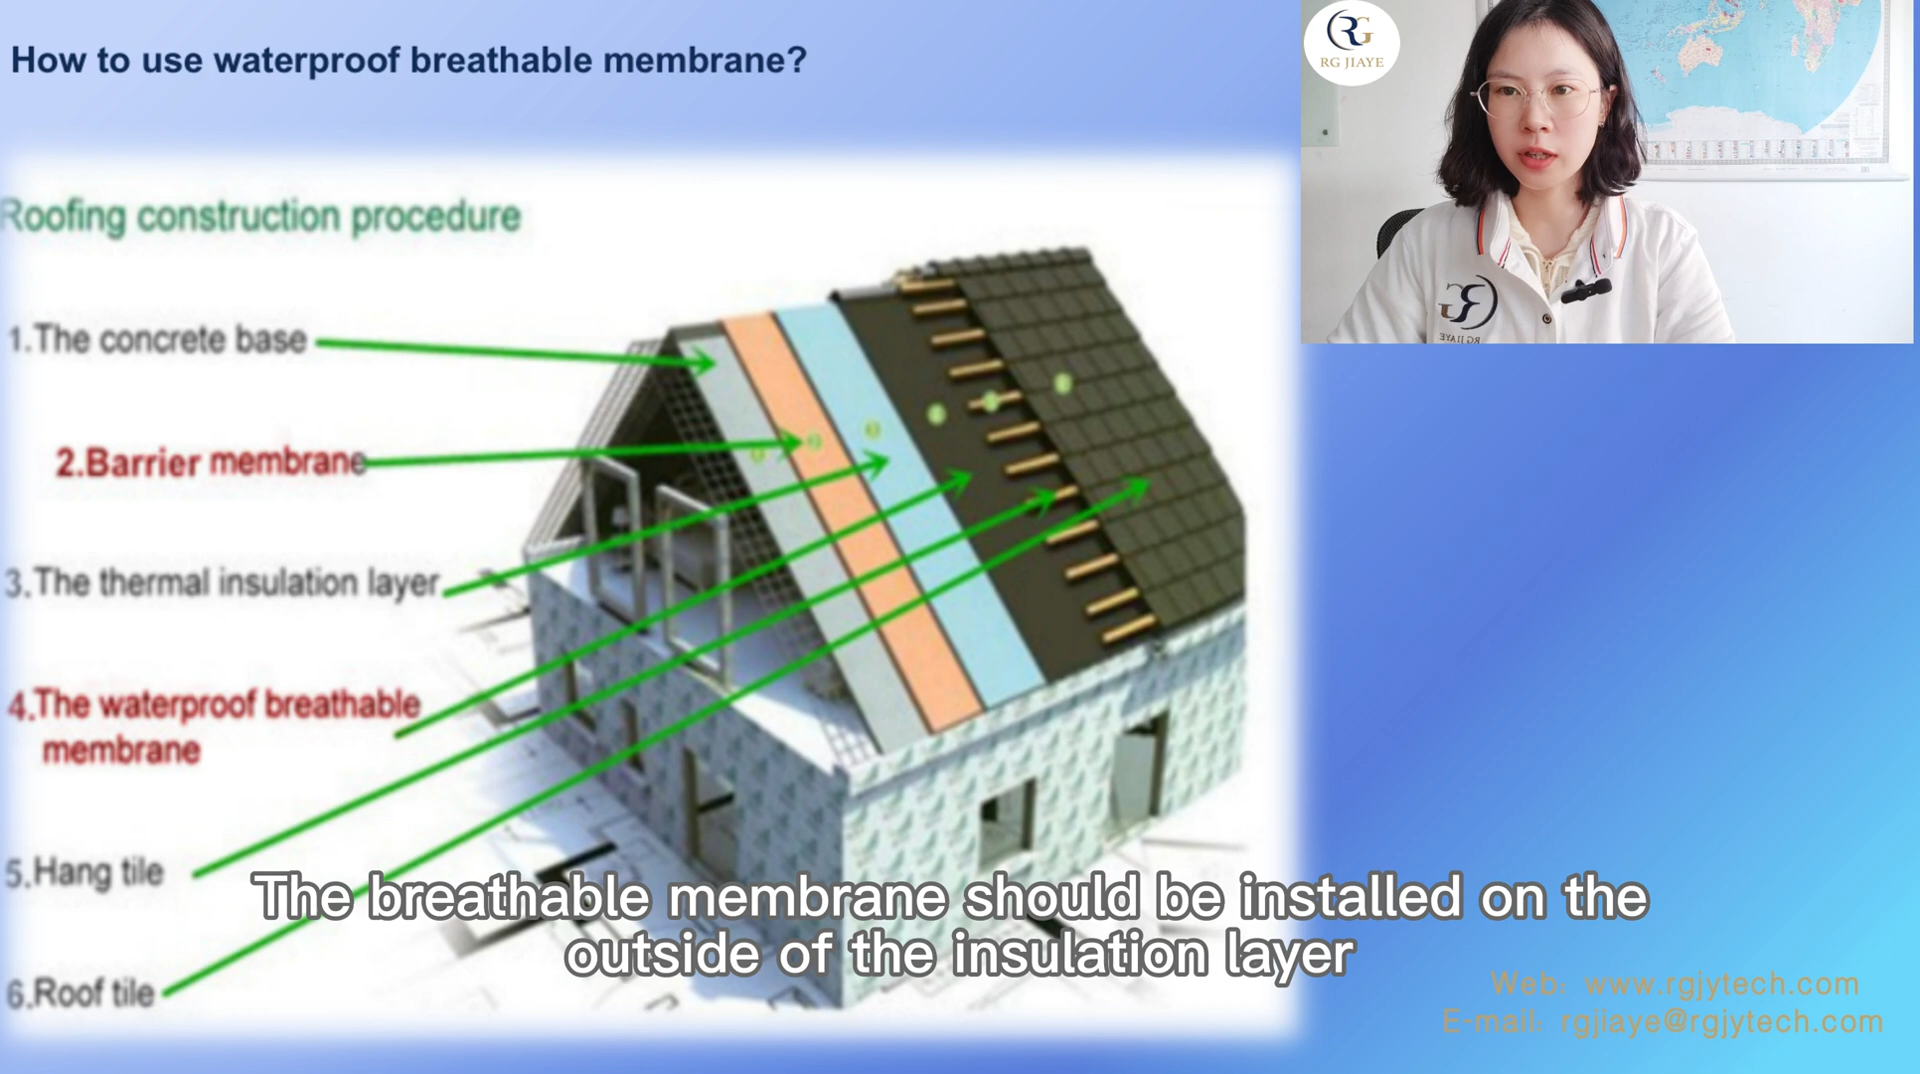 How to use waterproof breathable membrane?
RG
RG JIAYE
Roofing construction procedure
1.The concrete base
2.Barrier membrane
3.The thermal insulation layer
4.The waterproof breathable
membrane
5.Hang tile
6.Roof tile
The breathable membrane should be installed on the
outside of the insulation layer
Web: www.rgjytech.com
E-mail: rgjiaye@rgjytech.com